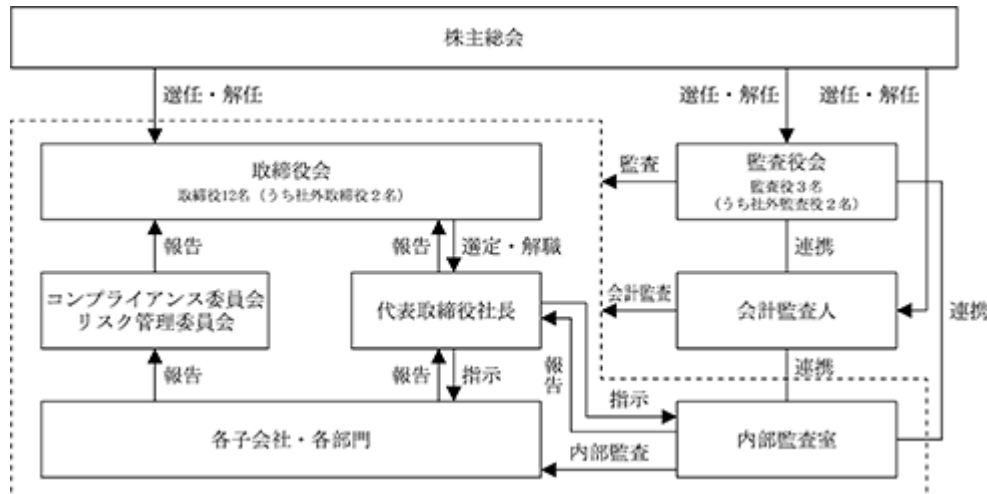 株主総会
選任・解任
選任・解任
選任・解任
取締役会
取締役12名（うち社外取締役２名）
監査
監査役会
監査役３名
（うち社外監査役２名）
報告
報告
選定・解職
連携
コンプライアンス委員会
リスク管理委員会
代表取締役社長
会計監査
会計監査人
連携
報告
報告
指示
報告
連携
指示
各子会社・各部門
内部監査
内部監査室